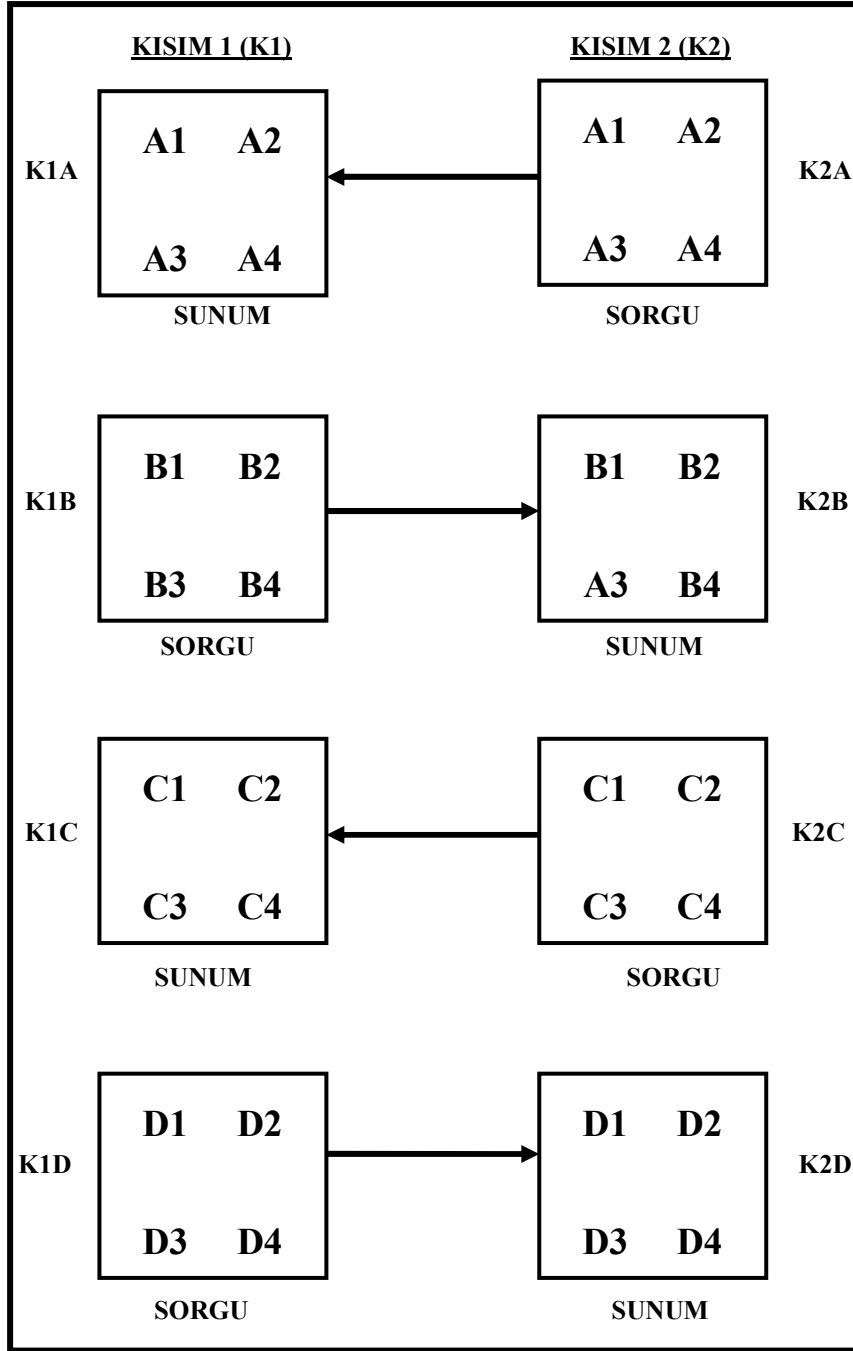 KISIM 1 (K1) KISIM 2 (K2)
A1 A2 A1 A2
K1A K2A
A3 A4 A3 A4
SUNUM SORGU
B1 B2 B1 B2
K1B K2B
B3 B4 A3 B4
SORGU SUNUM
C1 C2 C1 C2
K1C K2C
C3 C4 C3 C4
SUNUM SORGU
D1 D2 D1 D2
K1D K2D
D3 D4 D3 D4
SORGU SUNUM